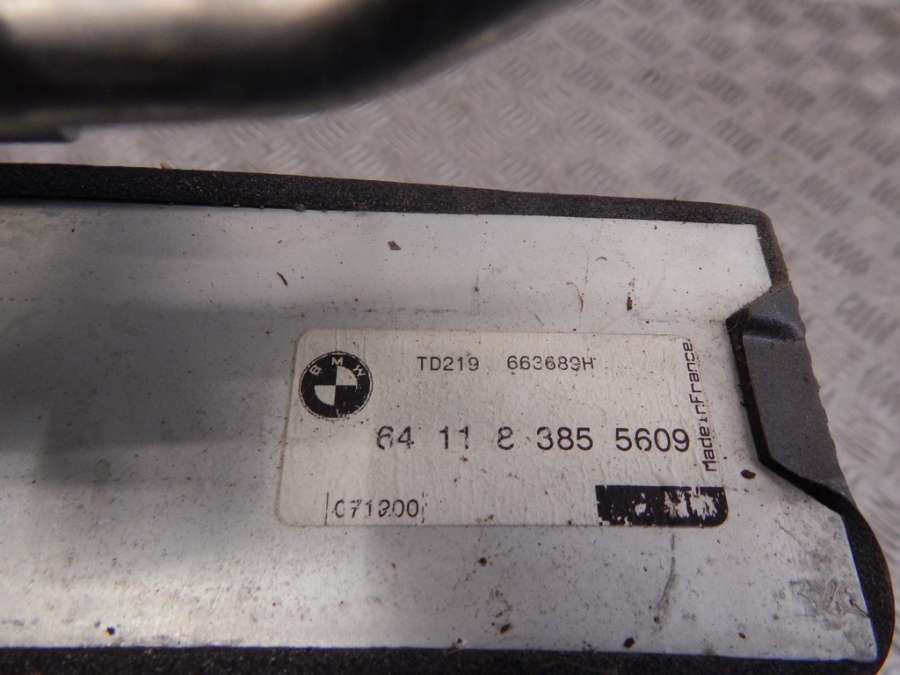 BMW
TD219 663689H
64 11 8 385 5609
Made in France
071200